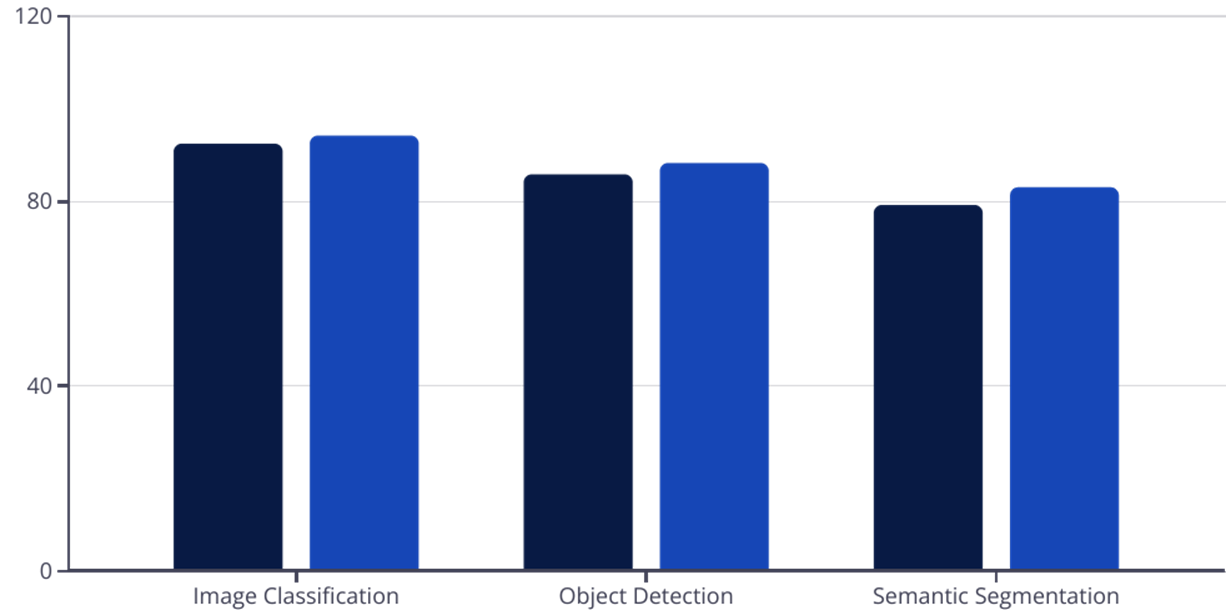 120
80
40
0
Image Classification
Object Detection
Semantic Segmentation